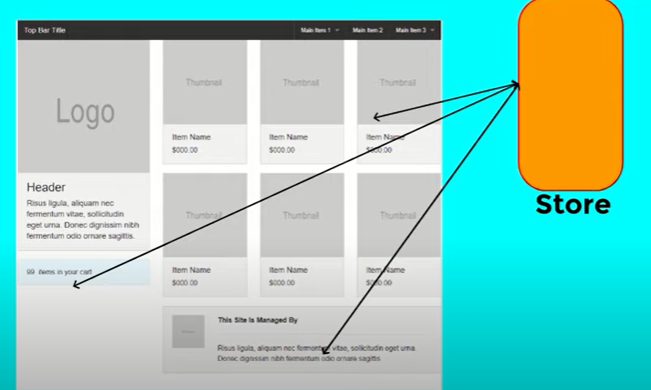 Top Bar Title
Main Item 1 Main Item 2 Main Item 3
Logo
Thumbnail Thumbnail Thumbnail
Item Name Item Name Item Name
$000.00 $000.00 $000.00
Header
Risus ligula, aliquam nec
fermentum vitae, sollicitudin
eget urna. Donec dignissim nibh
fermentum odio ornare sagittis.
99 items in your cart
Thumbnail Thumbnail Thumbnail
Item Name Item Name Item Name
$000.00 $000.00 $000.00
This Site Is Managed By
Risus ligula, aliquam nec fermentum vitae, sollicitudin eget urna.
Donec dignissim nibh fermentum odio ornare sagittis
Store